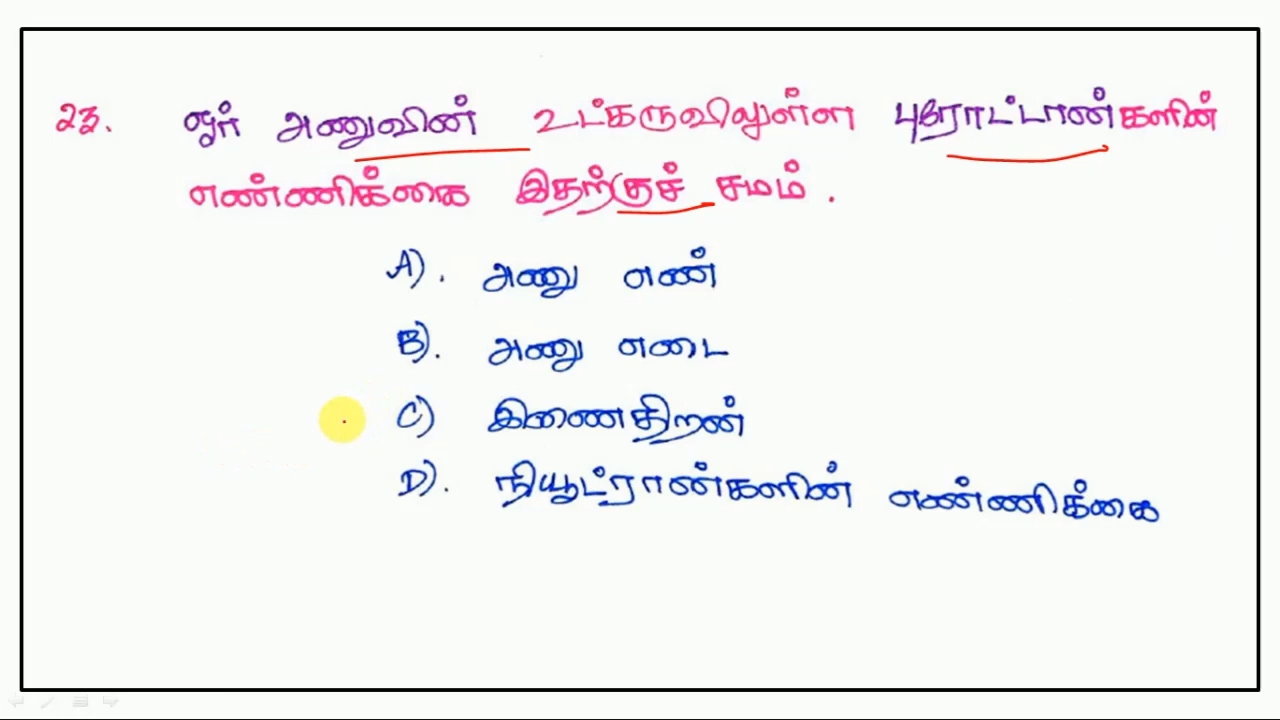 23. ஓர் அணுவின் உட்கருவிலுள்ள புரோட்டாண்களின்
எண்ணிக்கை இதற்குச் சமம்.
A). அணு எண்
B). அணு எடை
C) இணைதிறன்
D). நியூட்ரான்களின் எண்ணிக்கை